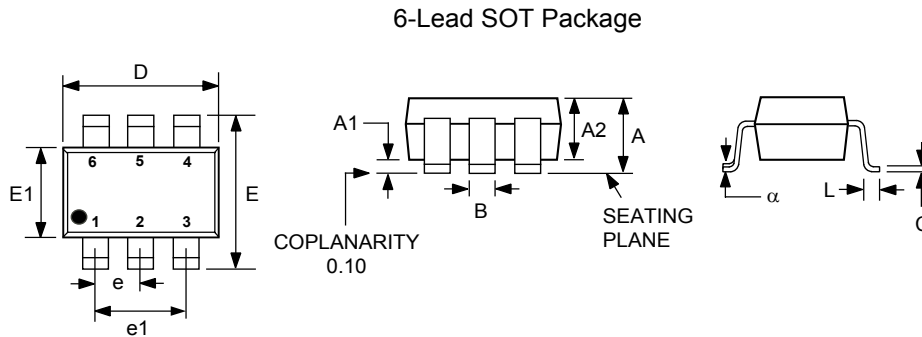 6-Lead SOT Package
D
6 5 4
1 2 3
E1
E
e
e1
A1
A2
A
B
COPLANARITY
0.10
SEATING
PLANE
α
L
C